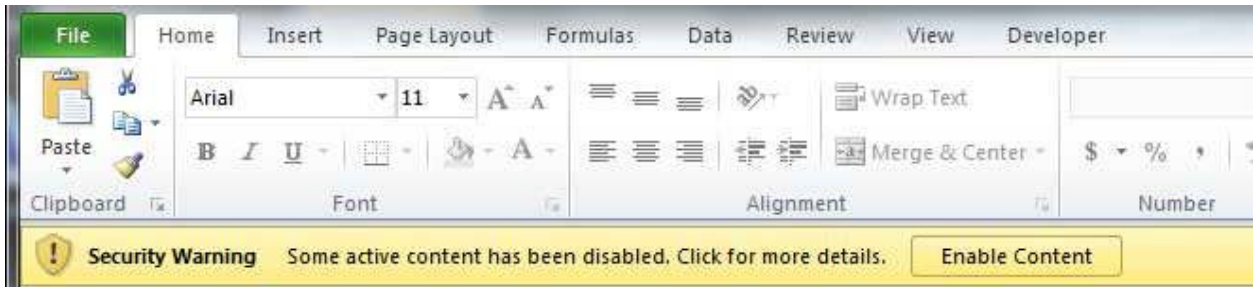 File Home Insert Page Layout Formulas Data Review View Developer
Arial 11 A A Wrap Text
Paste B I U A Merge & Center $ % ,
Clipboard Font Alignment Number
Security Warning Some active content has been disabled. Click for more details. Enable Content